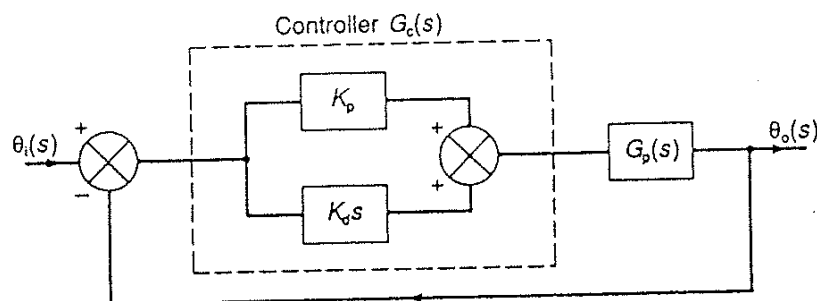 Controller G_c(s)
K_p
+
θ_i(s)
+
θ_o(s)
G_p(s)
−
+
K_d s